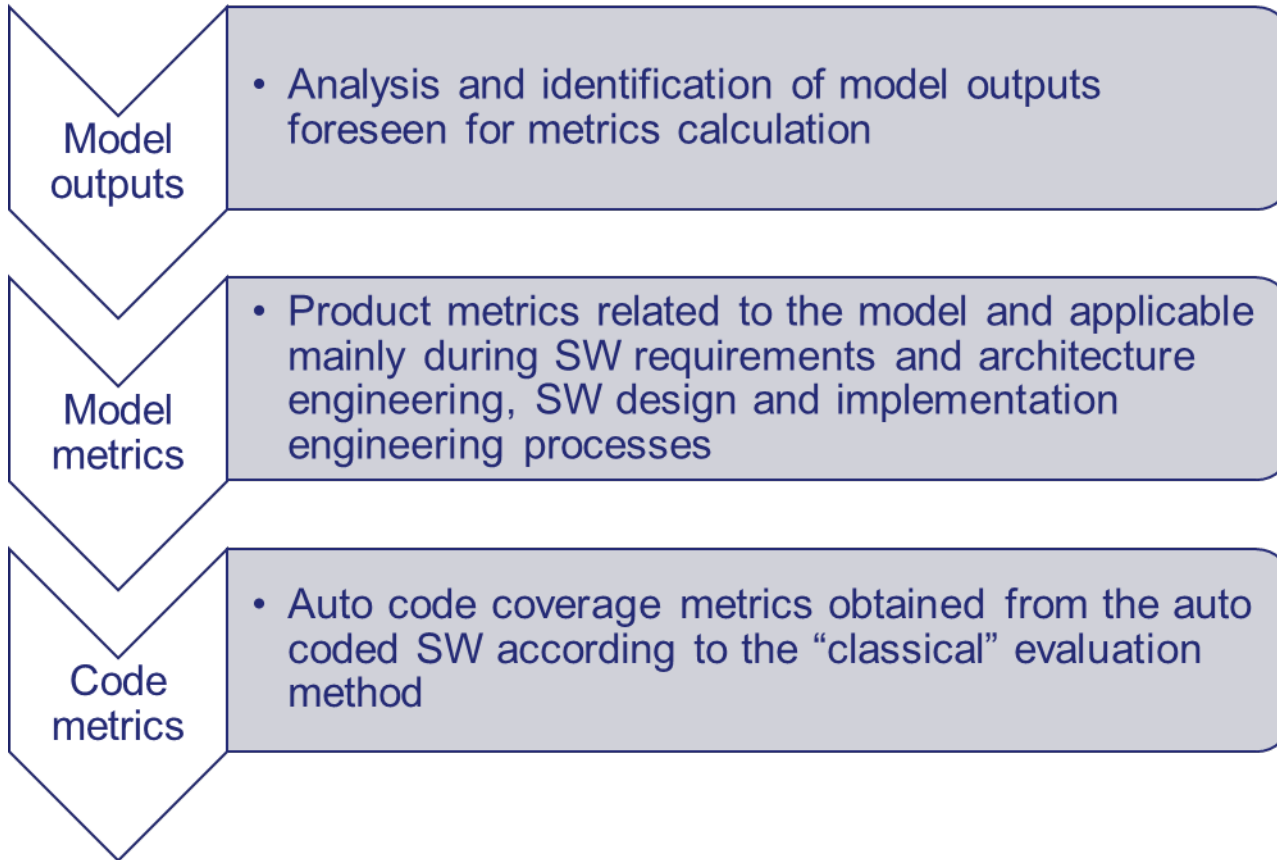 Model
outputs
• Analysis and identification of model outputs
foreseen for metrics calculation
Model
metrics
• Product metrics related to the model and applicable
mainly during SW requirements and architecture
engineering, SW design and implementation
engineering processes
Code
metrics
• Auto code coverage metrics obtained from the auto
coded SW according to the “classical” evaluation
method